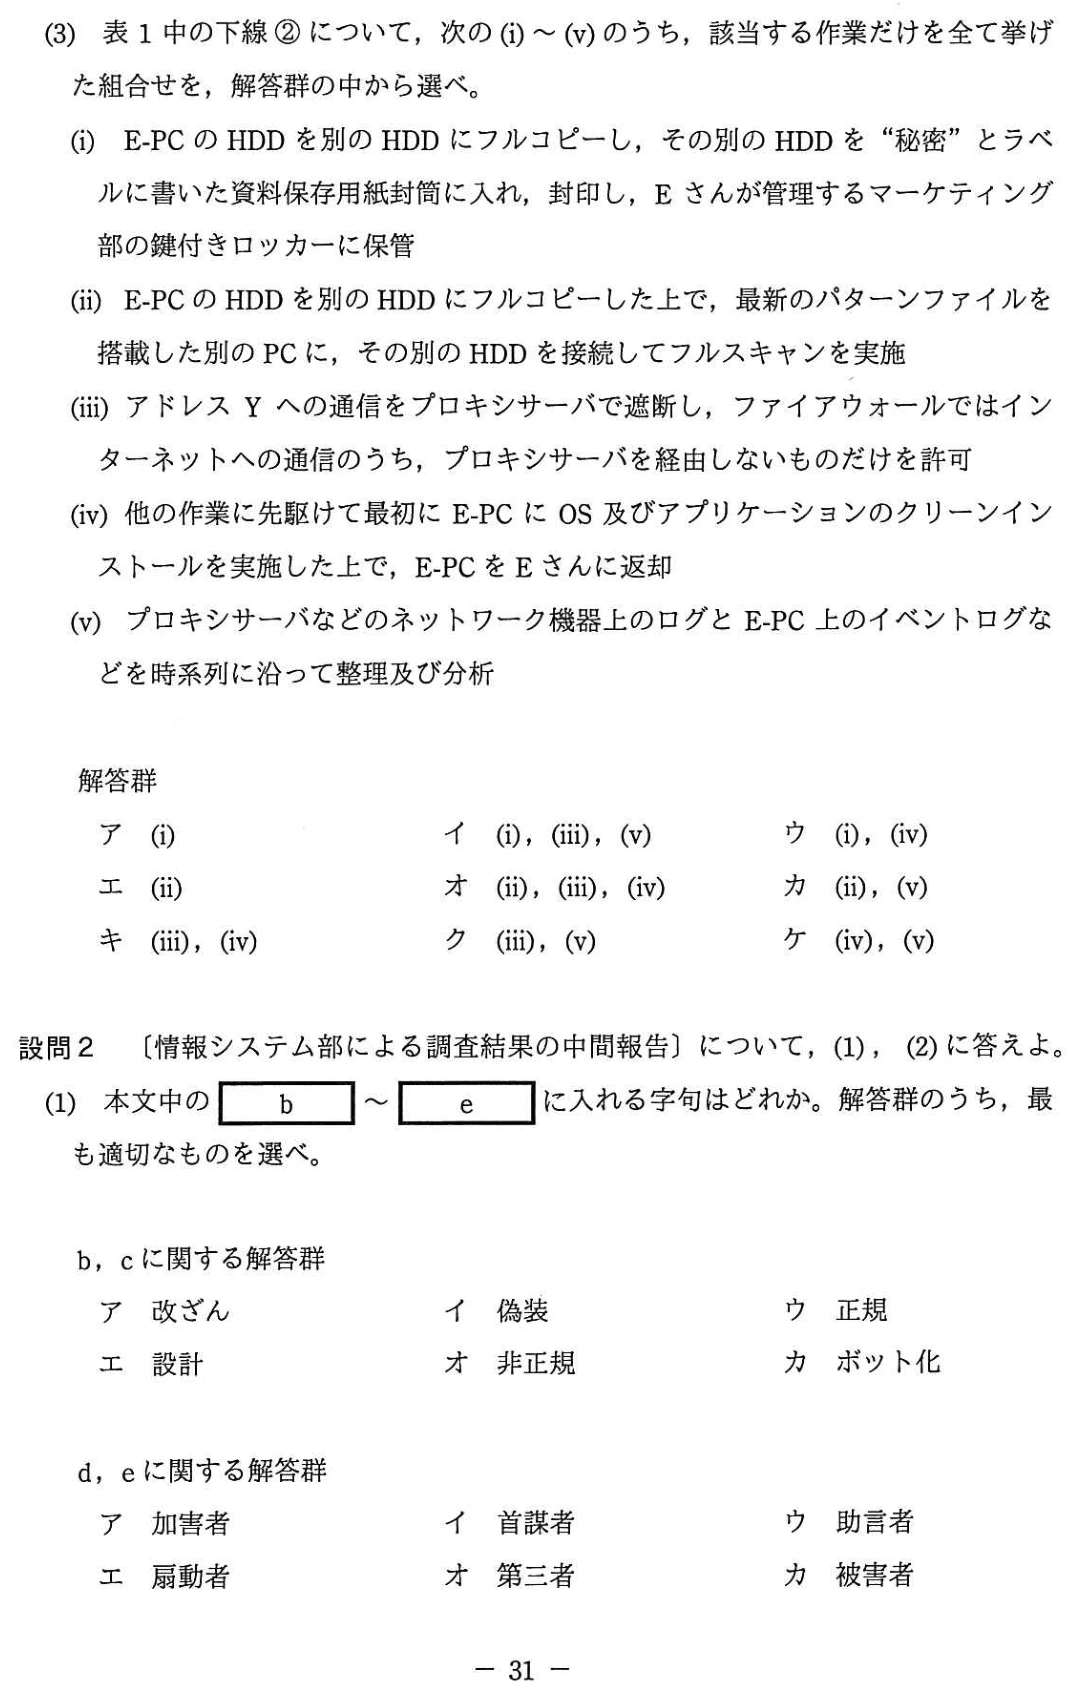 (3) 表 1 中の下線②について，次の (i) ～ (v) のうち，該当する作業だけを全て挙げ
た組合せを，解答群の中から選べ。
(i) E-PC の HDD を別の HDD にフルコピーし，その別の HDD を “秘密” とラベ
ルに書いた資料保存用紙封筒に入れ，封印し，E さんが管理するマーケティング
部の鍵付きロッカーに保管
(ii) E-PC の HDD を別の HDD にフルコピーした上で，最新のパターンファイルを
搭載した別の PC に，その別の HDD を接続してフルスキャンを実施
(iii) アドレス Y への通信をプロキシサーバで遮断し，ファイアウォールではイン
ターネットへの通信のうち，プロキシサーバを経由しないものだけを許可
(iv) 他の作業に先駆けて最初に E-PC に OS 及びアプリケーションのクリーンイン
ストールを実施した上で，E-PC を E さんに返却
(v) プロキシサーバなどのネットワーク機器上のログと E-PC 上のイベントログな
どを時系列に沿って整理及び分析
解答群
ア (i) イ (i)，(iii)，(v) ウ (i)，(iv)
エ (ii) オ (ii)，(iii)，(iv) カ (ii)，(v)
キ (iii)，(iv) ク (iii)，(v) ケ (iv)，(v)
設問2 〔情報システム部による調査結果の中間報告〕について，(1)，(2) に答えよ。
(1) 本文中の b ～ e に入れる字句はどれか。解答群のうち，最
も適切なものを選べ。
b，c に関する解答群
ア 改ざん イ 偽装 ウ 正規
エ 設計 オ 非正規 カ ボット化
d，e に関する解答群
ア 加害者 イ 首謀者 ウ 助言者
エ 扇動者 オ 第三者 カ 被害者
－ 31 －